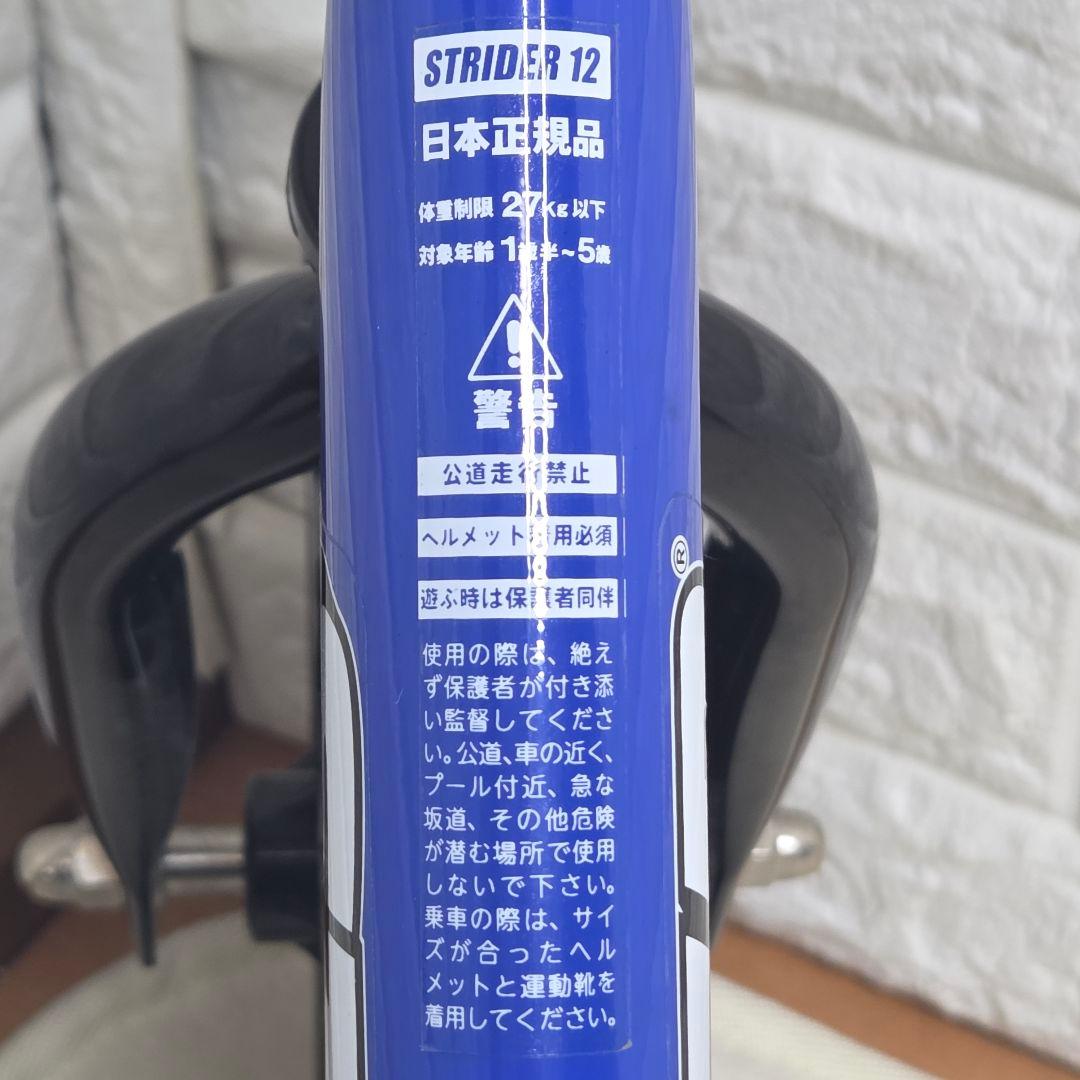 STRIDER 12
日本正規品
体重制限 27Kg以下
対象年齢 1歳半~5歳
警告
公道走行禁止
ヘルメット着用必須
遊ぶ時は保護者同伴
®
使用の際は、絶え
ず保護者が付き添
い監督してくださ
い。公道、車の近く、
プール付近、急な
坂道、その他危険
が潜む場所で使用
しないで下さい。
乗車の際は、サイ
ズが合ったヘル
メットと運動靴を
着用してください。